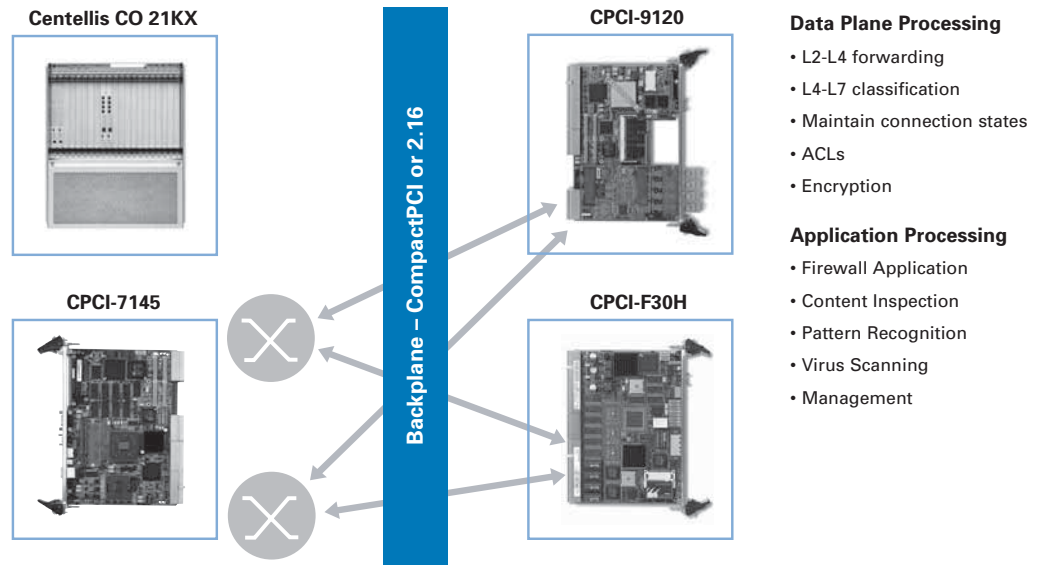 Centellis CO 21KX
CPCI-7145
Backplane – CompactPCI or 2.16
CPCI-9120
CPCI-F30H
Data Plane Processing
• L2-L4 forwarding
• L4-L7 classification
• Maintain connection states
• ACLs
• Encryption
Application Processing
• Firewall Application
• Content Inspection
• Pattern Recognition
• Virus Scanning
• Management